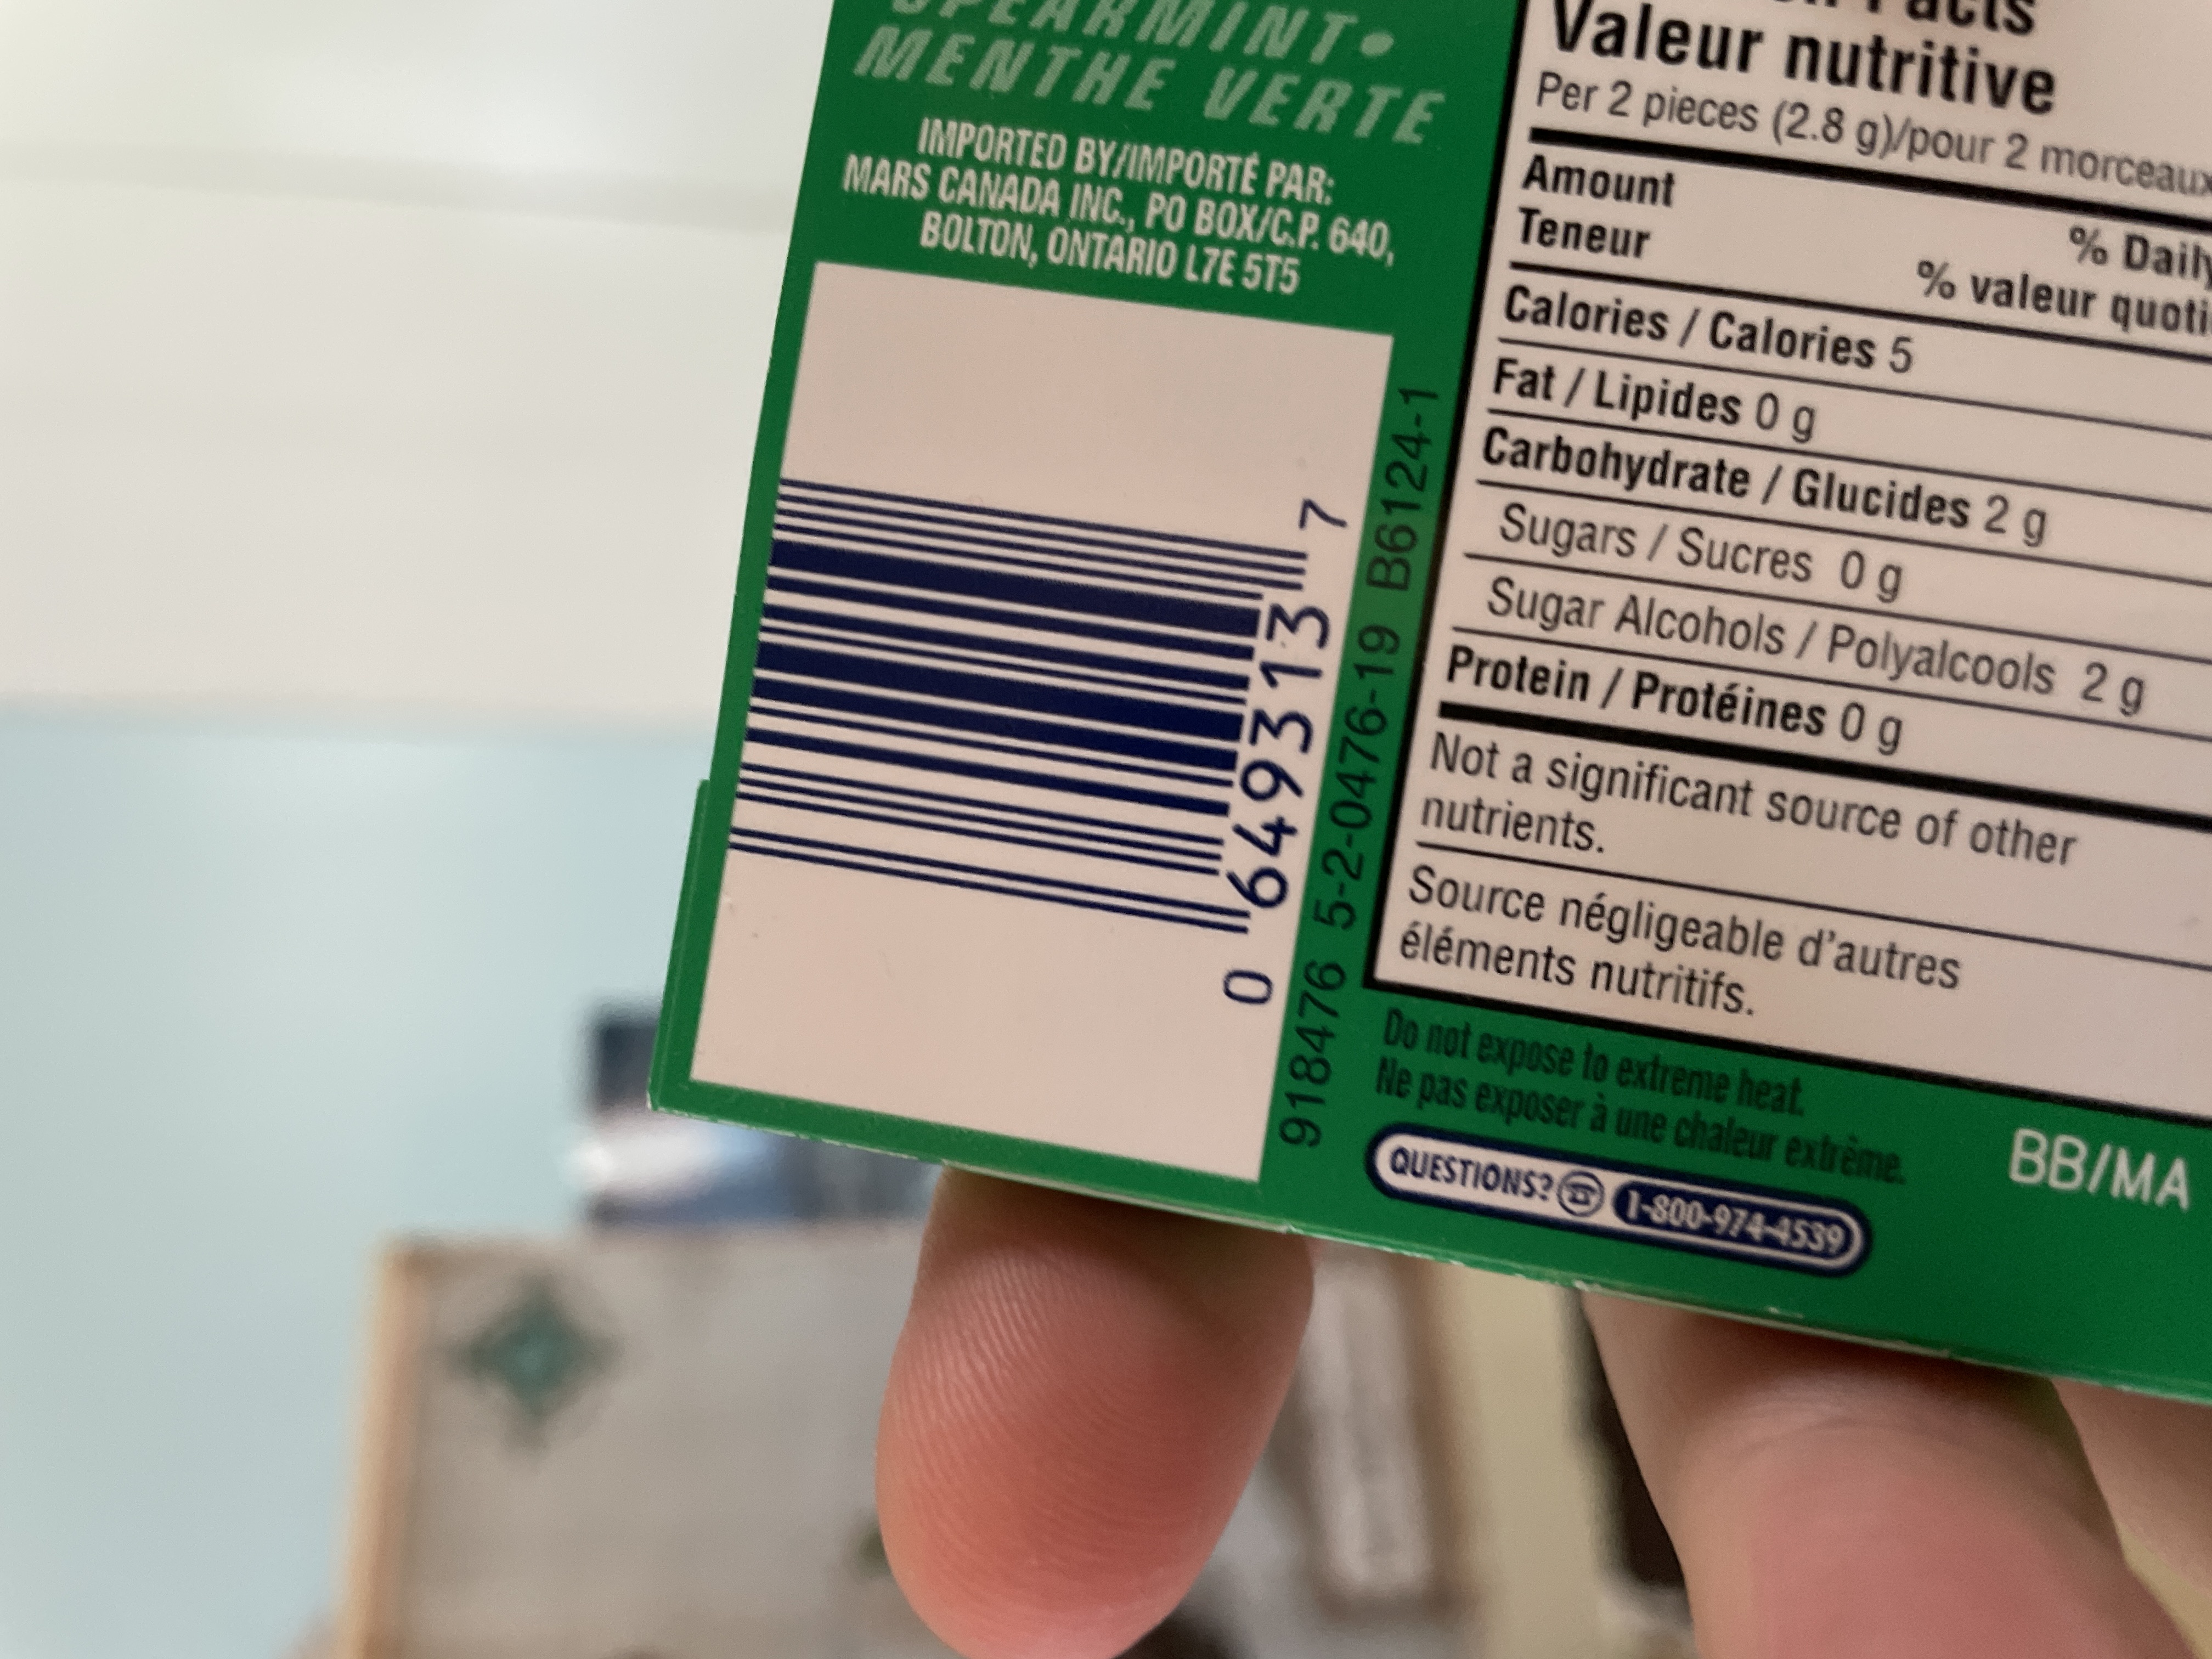 SPEARMINT•
MENTHE VERTE
IMPORTED BY/IMPORTÉ PAR:
MARS CANADA INC., PO BOX/C.P. 640,
BOLTON, ONTARIO L7E 5T5
0 649313 7
918476 5-2-0476-19 B6124-1
Facts
Valeur nutritive
Per 2 pieces (2.8 g)/pour 2 morceaux
Amount % Daily
Teneur % valeur
Calories / Calories 5
Fat / Lipides 0 g
Carbohydrate / Glucides 2 g
Sugars / Sucres 0 g
Sugar Alcohols / Polyalcools 2 g
Protein / Protéines 0 g
Not a significant source of other
nutrients.
Source négligeable d'autres
éléments nutritifs.
Do not expose to extreme heat.
Ne pas exposer à une chaleur extrême.
QUESTIONS? 1-800-974-4539
BB/MA